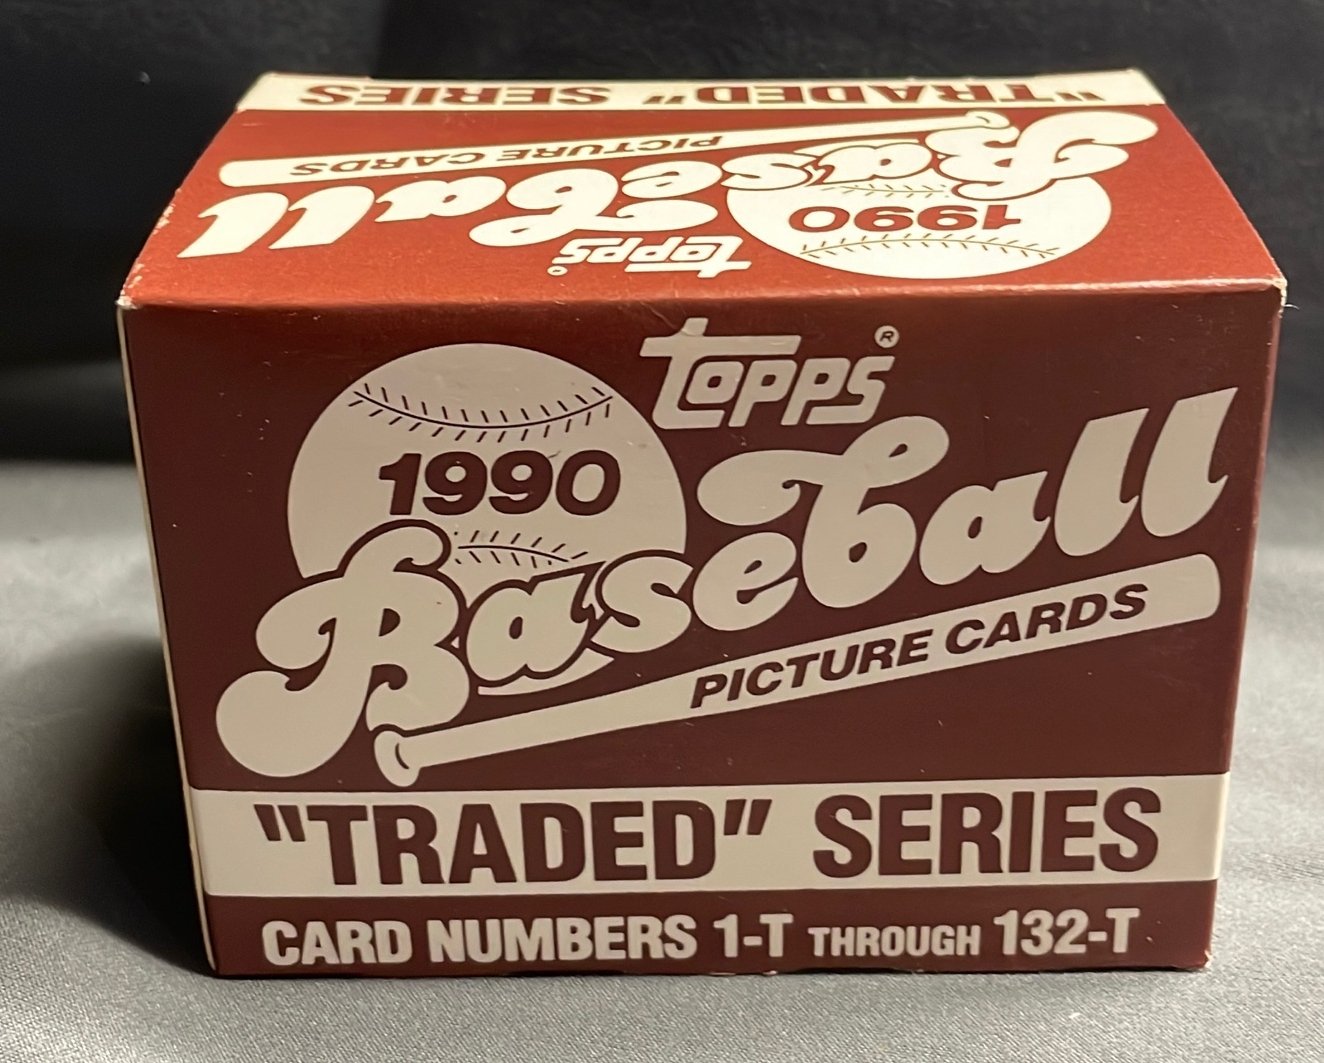 "TRADED" SERIES
PICTURE CARDS
Baseball
1990
topps®
topps®
1990
Baseball
PICTURE CARDS
"TRADED" SERIES
CARD NUMBERS 1-T THROUGH 132-T